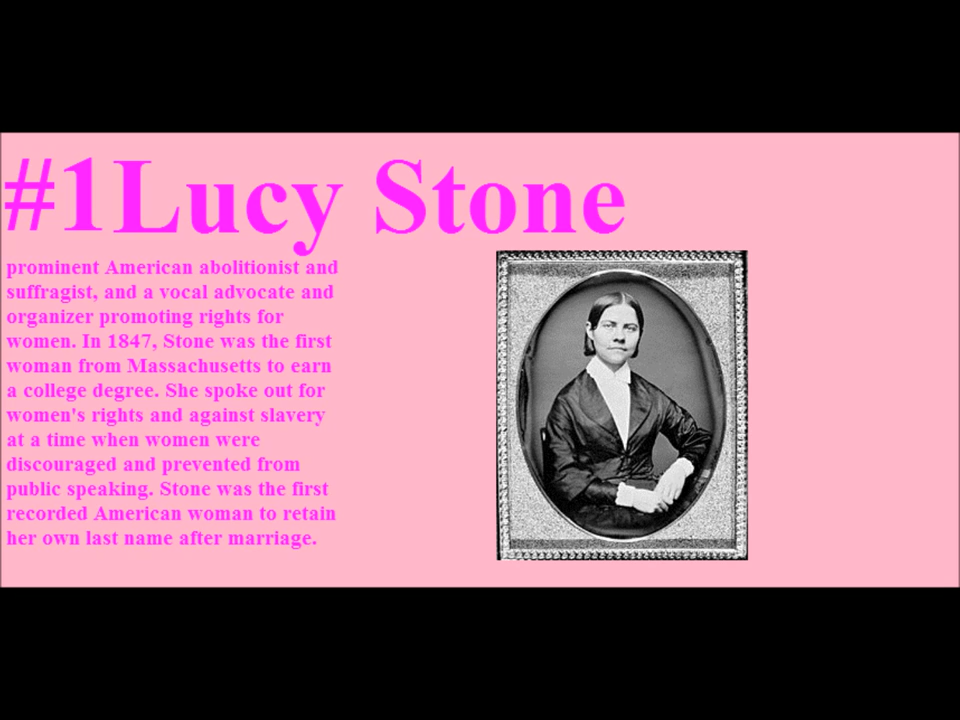 #1Lucy Stone
prominent American abolitionist and
suffragist, and a vocal advocate and
organizer promoting rights for
women. In 1847, Stone was the first
woman from Massachusetts to earn
a college degree. She spoke out for
women's rights and against slavery
at a time when women were
discouraged and prevented from
public speaking. Stone was the first
recorded American woman to retain
her own last name after marriage.